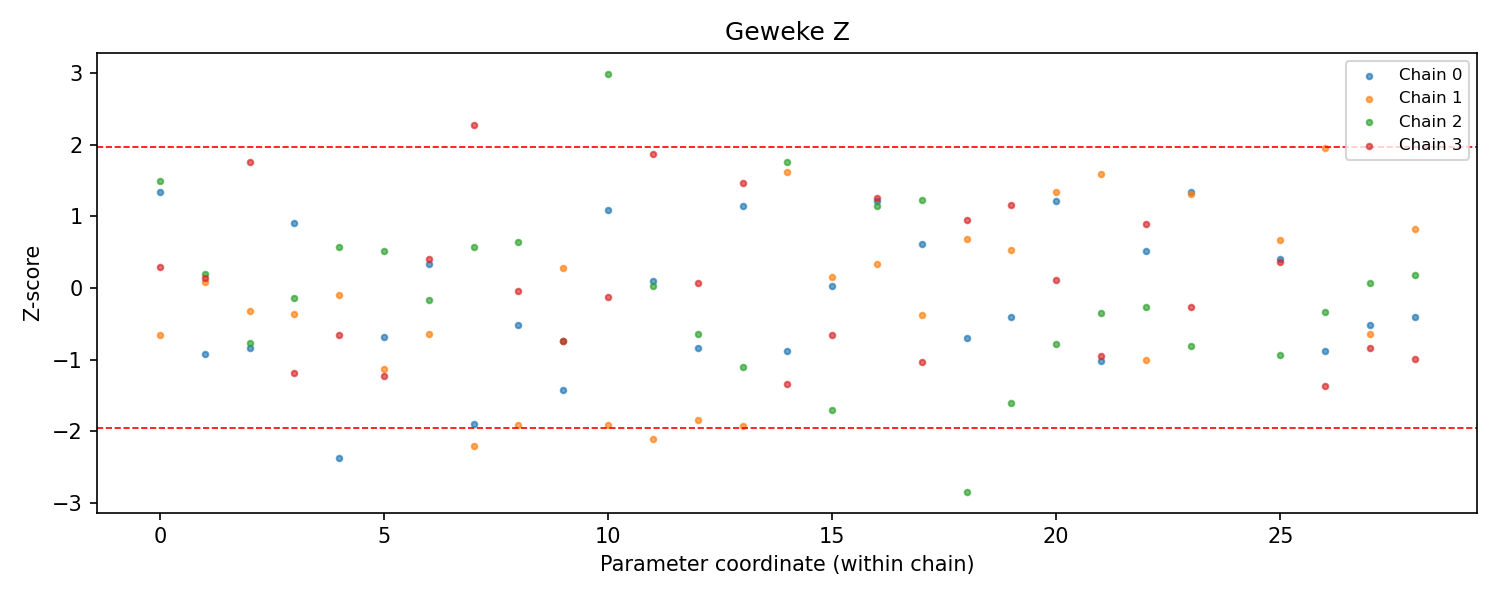 Geweke Z
Z-score
3
2
1
0
−1
−2
−3
Chain 0
Chain 1
Chain 2
Chain 3
0 5 10 15 20 25
Parameter coordinate (within chain)